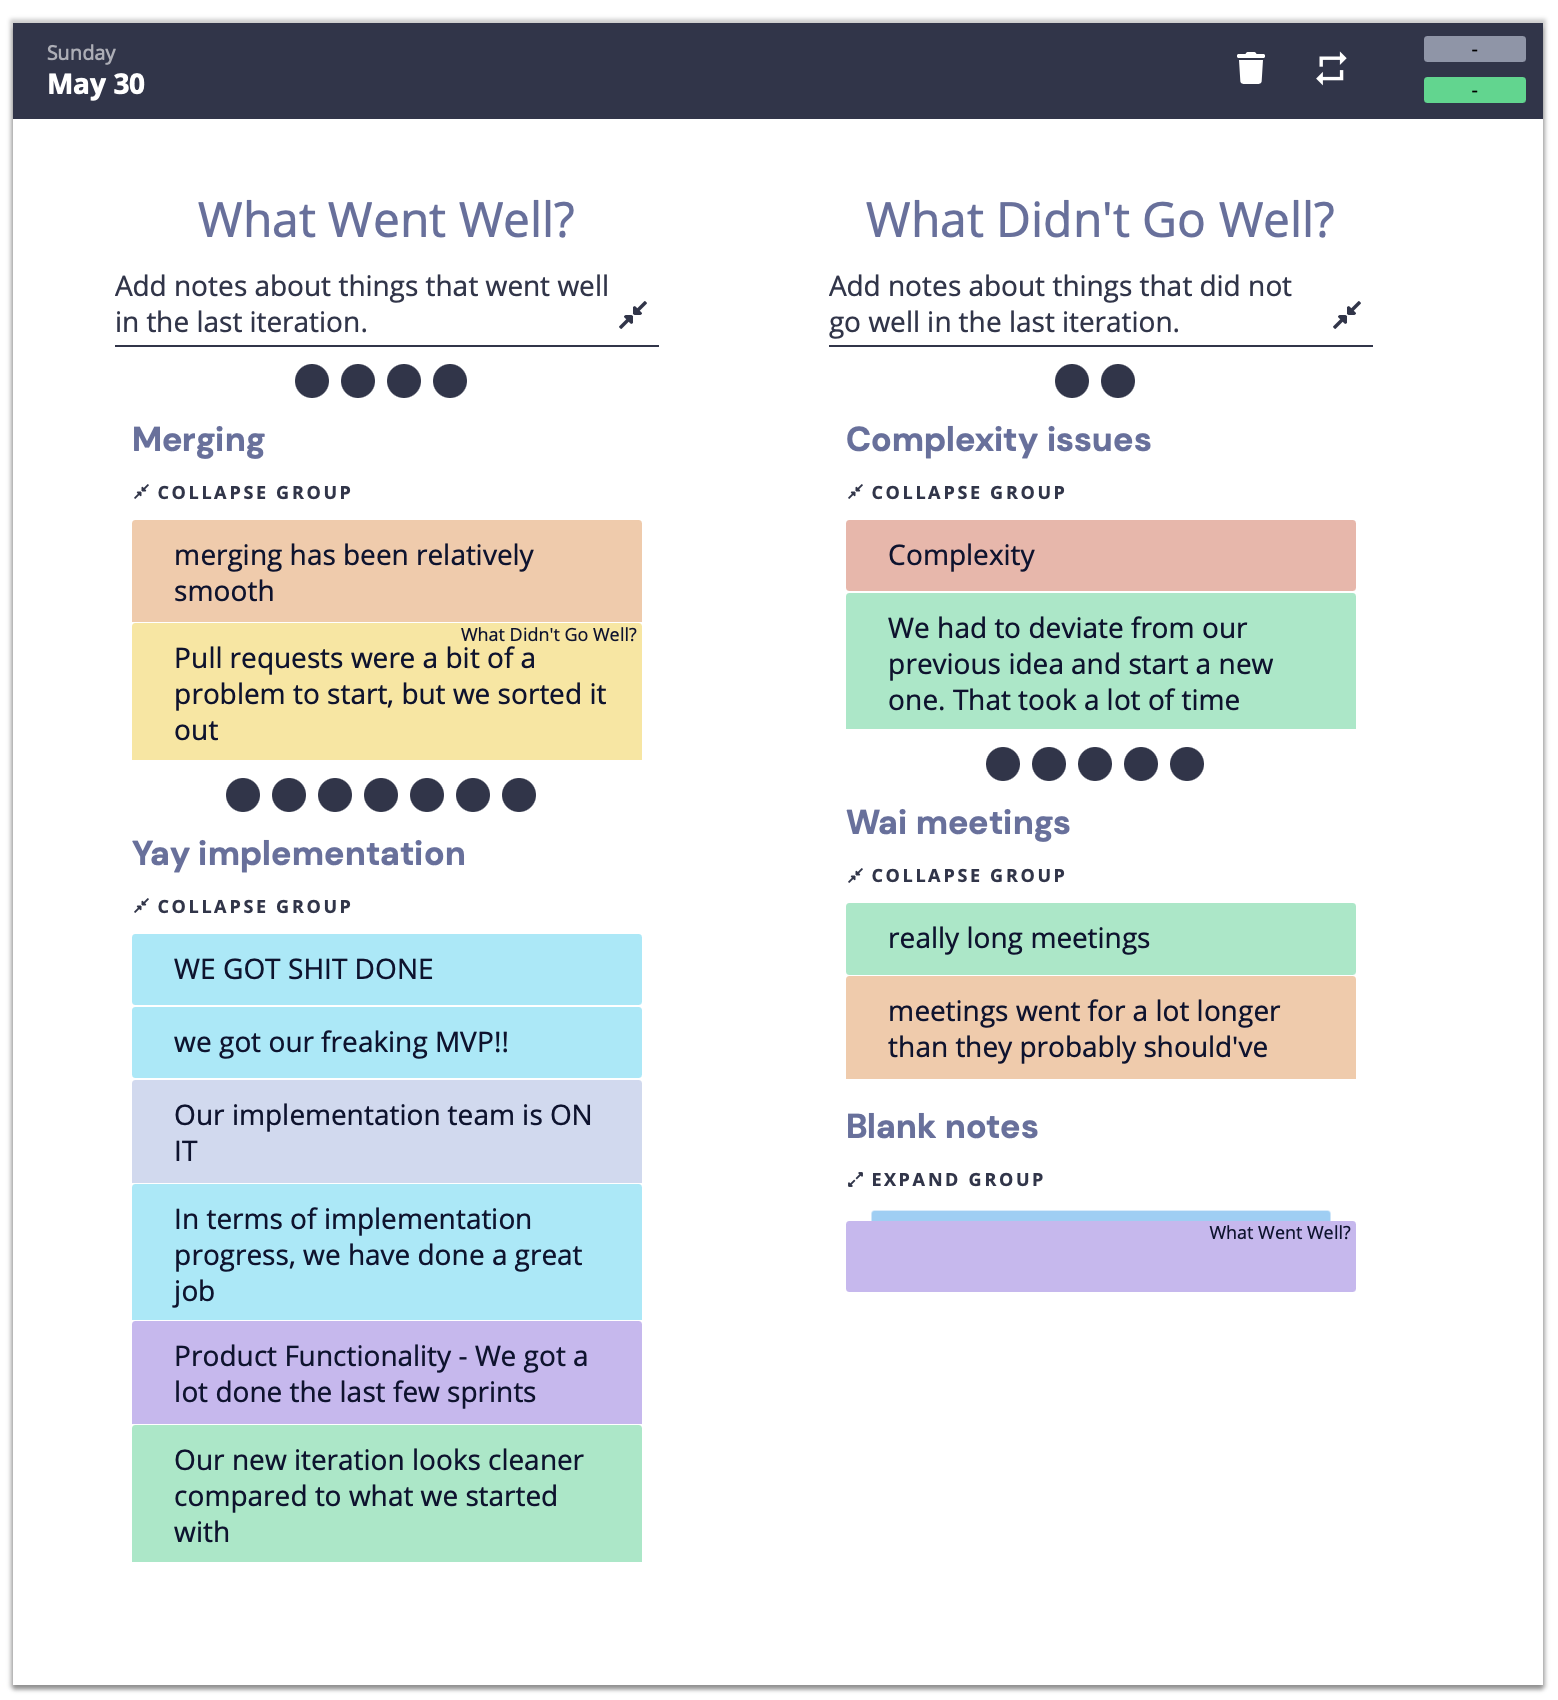 Sunday
May 30
-
-
What Went Well?
Add notes about things that went well
in the last iteration.
Merging
COLLAPSE GROUP
merging has been relatively
smooth
What Didn't Go Well?
Pull requests were a bit of a
problem to start, but we sorted it
out
Yay implementation
COLLAPSE GROUP
WE GOT SHIT DONE
we got our freaking MVP!!
Our implementation team is ON
IT
In terms of implementation
progress, we have done a great
job
Product Functionality - We got a
lot done the last few sprints
Our new iteration looks cleaner
compared to what we started
with
What Didn't Go Well?
Add notes about things that did not
go well in the last iteration.
Complexity issues
COLLAPSE GROUP
Complexity
We had to deviate from our
previous idea and start a new
one. That took a lot of time
Wai meetings
COLLAPSE GROUP
really long meetings
meetings went for a lot longer
than they probably should've
Blank notes
EXPAND GROUP
What Went Well?